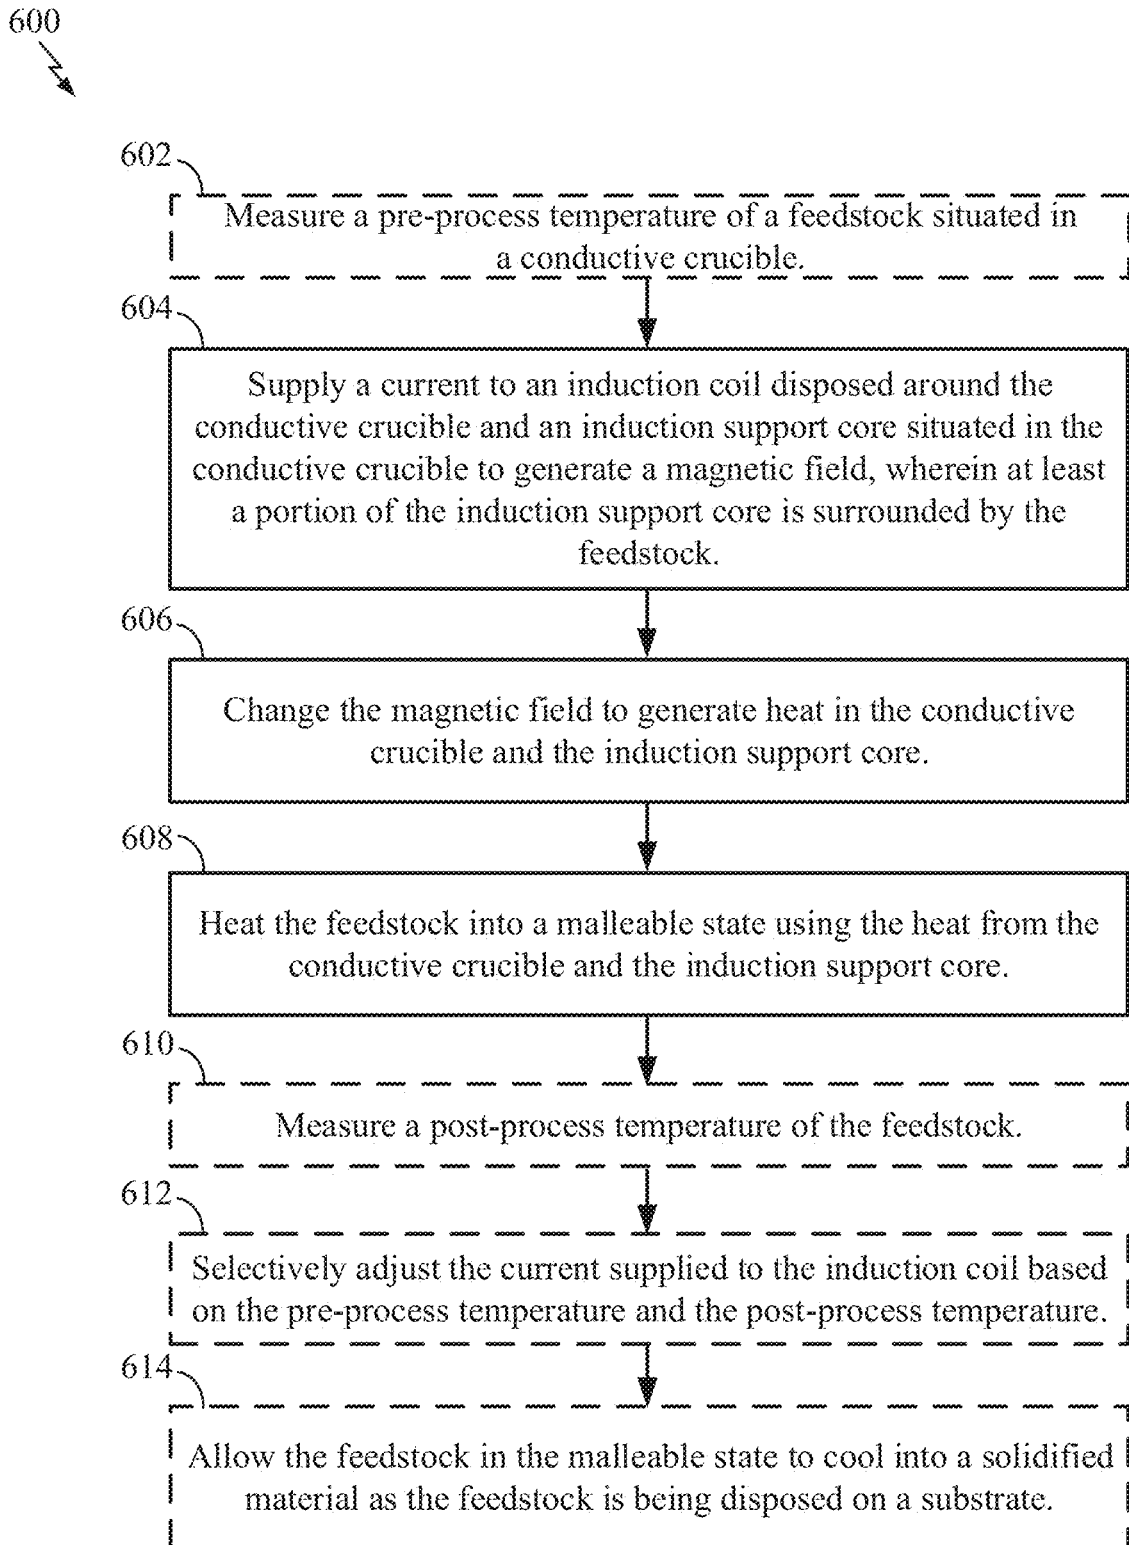 600
602
Measure a pre-process temperature of a feedstock situated in
a conductive crucible.
604
Supply a current to an induction coil disposed around the
conductive crucible and an induction support core situated in the
conductive crucible to generate a magnetic field, wherein at least
a portion of the induction support core is surrounded by the
feedstock.
606
Change the magnetic field to generate heat in the conductive
crucible and the induction support core.
608
Heat the feedstock into a malleable state using the heat from the
conductive crucible and the induction support core.
610
Measure a post-process temperature of the feedstock.
612
Selectively adjust the current supplied to the induction coil based
on the pre-process temperature and the post-process temperature.
614
Allow the feedstock in the malleable state to cool into a solidified
material as the feedstock is being disposed on a substrate.